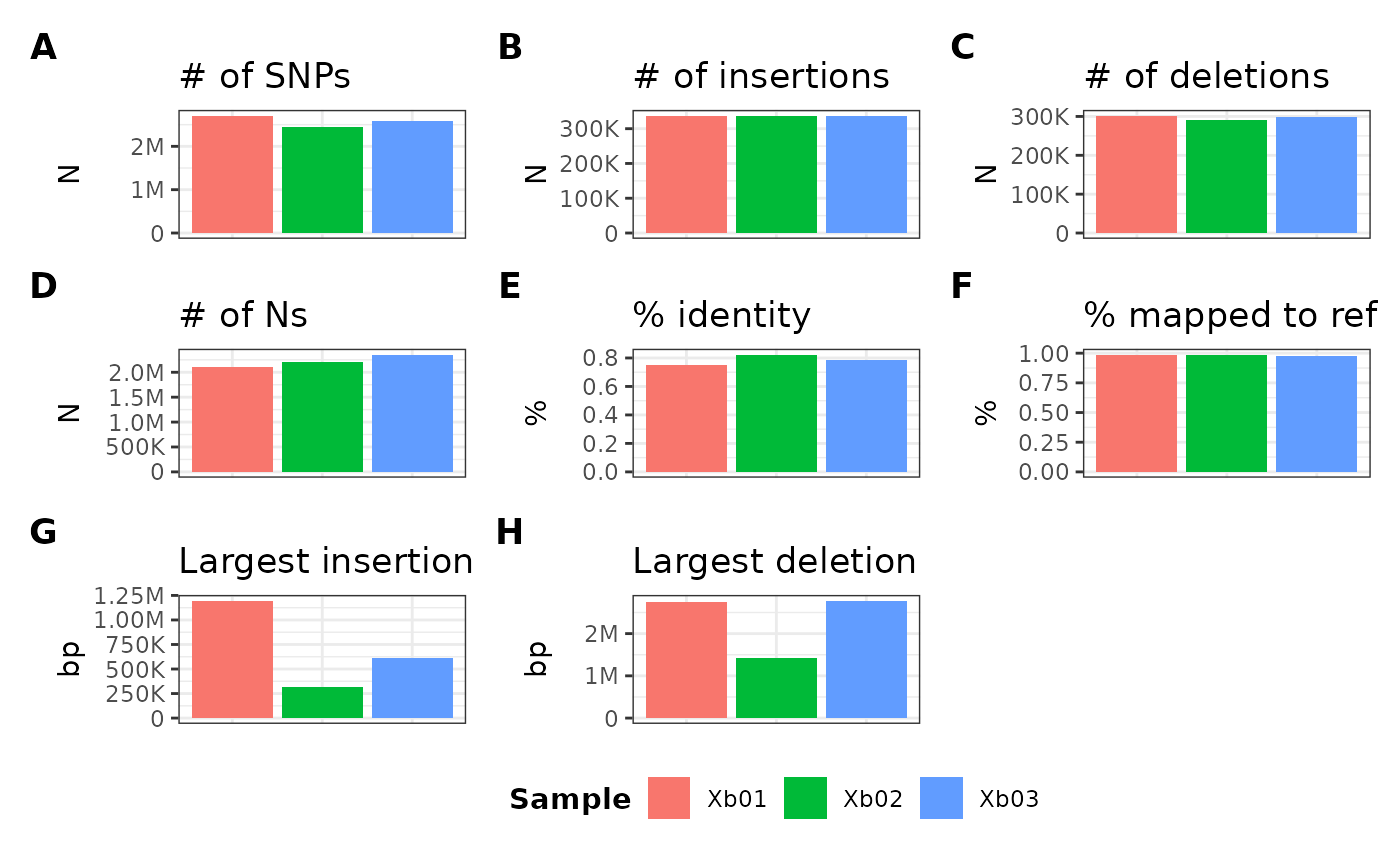 A
# of SNPs
N
2M
1M
0
B
# of insertions
N
300K
200K
100K
0
C
# of deletions
N
300K
200K
100K
0
D
# of Ns
N
2.0M
1.5M
1.0M
500K
0
E
% identity
%
0.8
0.6
0.4
0.2
0.0
F
% mapped to ref
%
1.00
0.75
0.50
0.25
0.00
G
Largest insertion
bp
1.25M
1.00M
750K
500K
250K
0
H
Largest deletion
bp
2M
1M
0
Sample Xb01 Xb02 Xb03